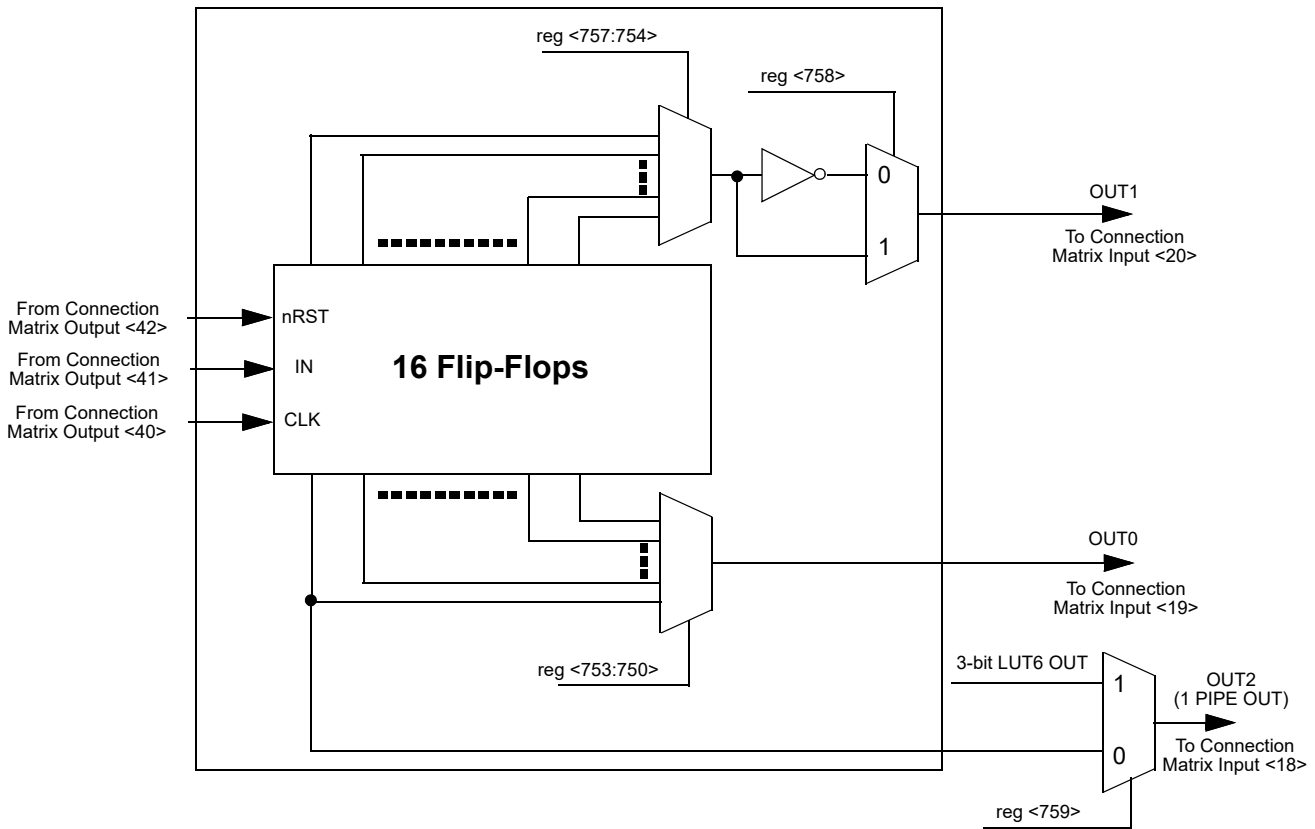 reg <757:754>
reg <758>
0
1
OUT1
To Connection
Matrix Input <20>
From Connection
Matrix Output <42>
nRST
From Connection
Matrix Output <41>
IN
16 Flip-Flops
From Connection
Matrix Output <40>
CLK
OUT0
To Connection
Matrix Input <19>
reg <753:750>
3-bit LUT6 OUT
1
0
OUT2
(1 PIPE OUT)
To Connection
Matrix Input <18>
reg <759>